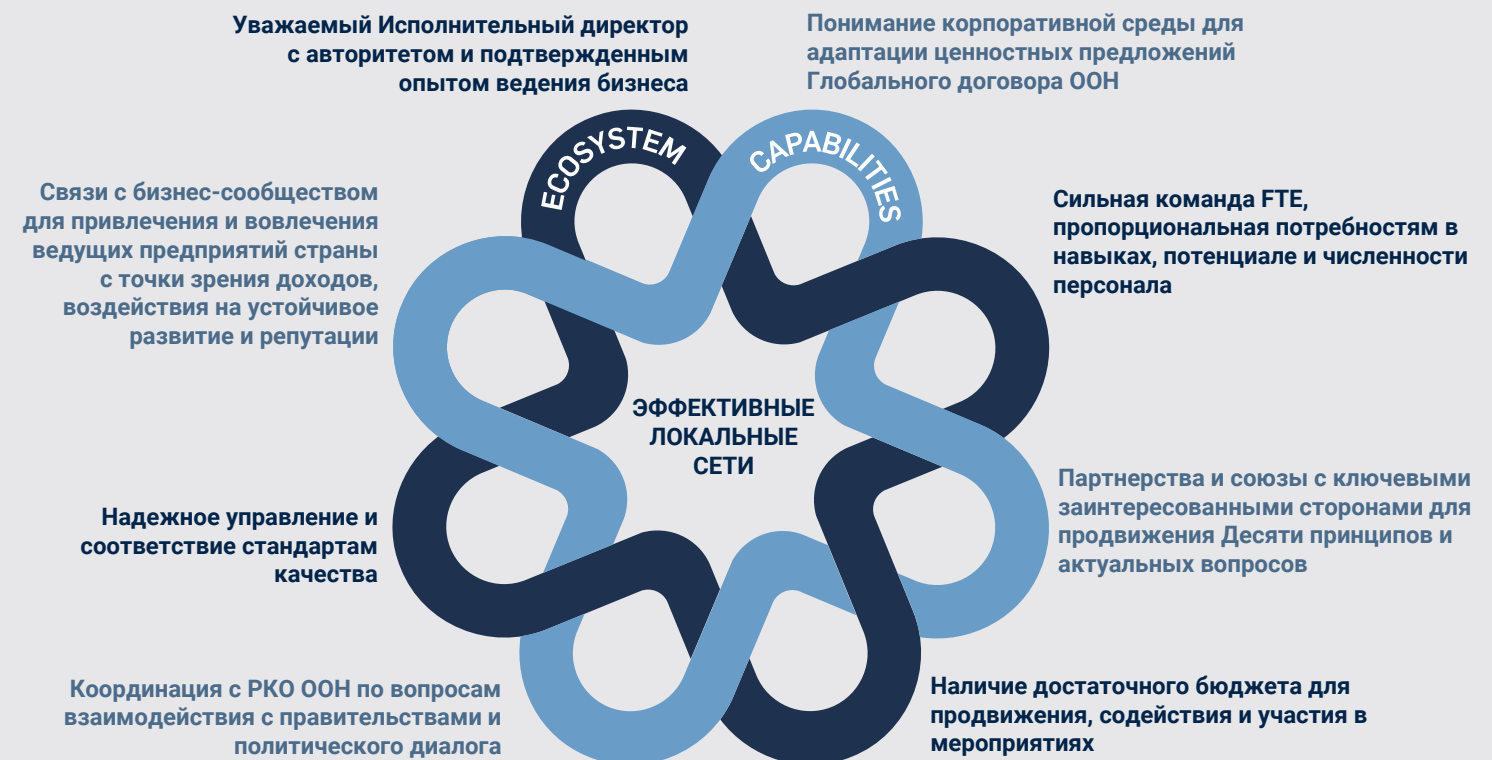 Уважаемый Исполнительный директор
с авторитетом и подтвержденным
опытом ведения бизнеса
Понимание корпоративной среды для
адаптации ценностных предложений
Глобального договора ООН
ECOSYSTEM
CAPABILITIES
Связи с бизнес-сообществом
для привлечения и вовлечения
ведущих предприятий страны
с точки зрения доходов,
воздействия на устойчивое
развитие и репутации
Сильная команда FTE,
пропорциональная потребностям в
навыках, потенциале и численности
персонала
ЭФФЕКТИВНЫЕ
ЛОКАЛЬНЫЕ
СЕТИ
Надежное управление и
соответствие стандартам
качества
Партнерства и союзы с ключевыми
заинтересованными сторонами для
продвижения Десяти принципов и
актуальных вопросов
Координация с РКО ООН по вопросам
взаимодействия с правительствами и
политического диалога
Наличие достаточного бюджета для
продвижения, содействия и участия в
мероприятиях